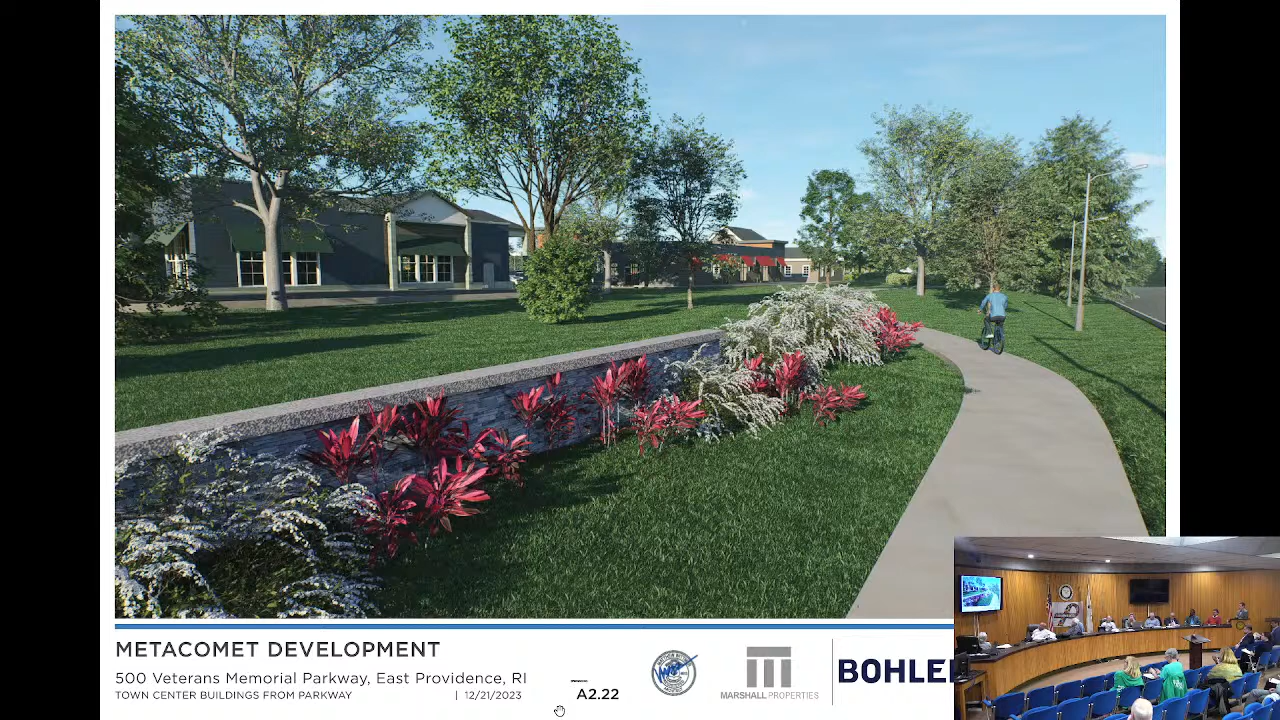 METACOMET DEVELOPMENT
500 Veterans Memorial Parkway, East Providence, RI
TOWN CENTER BUILDINGS FROM PARKWAY | 12/21/2023
A2.22
MARSHALL PROPERTIES
BOHLE